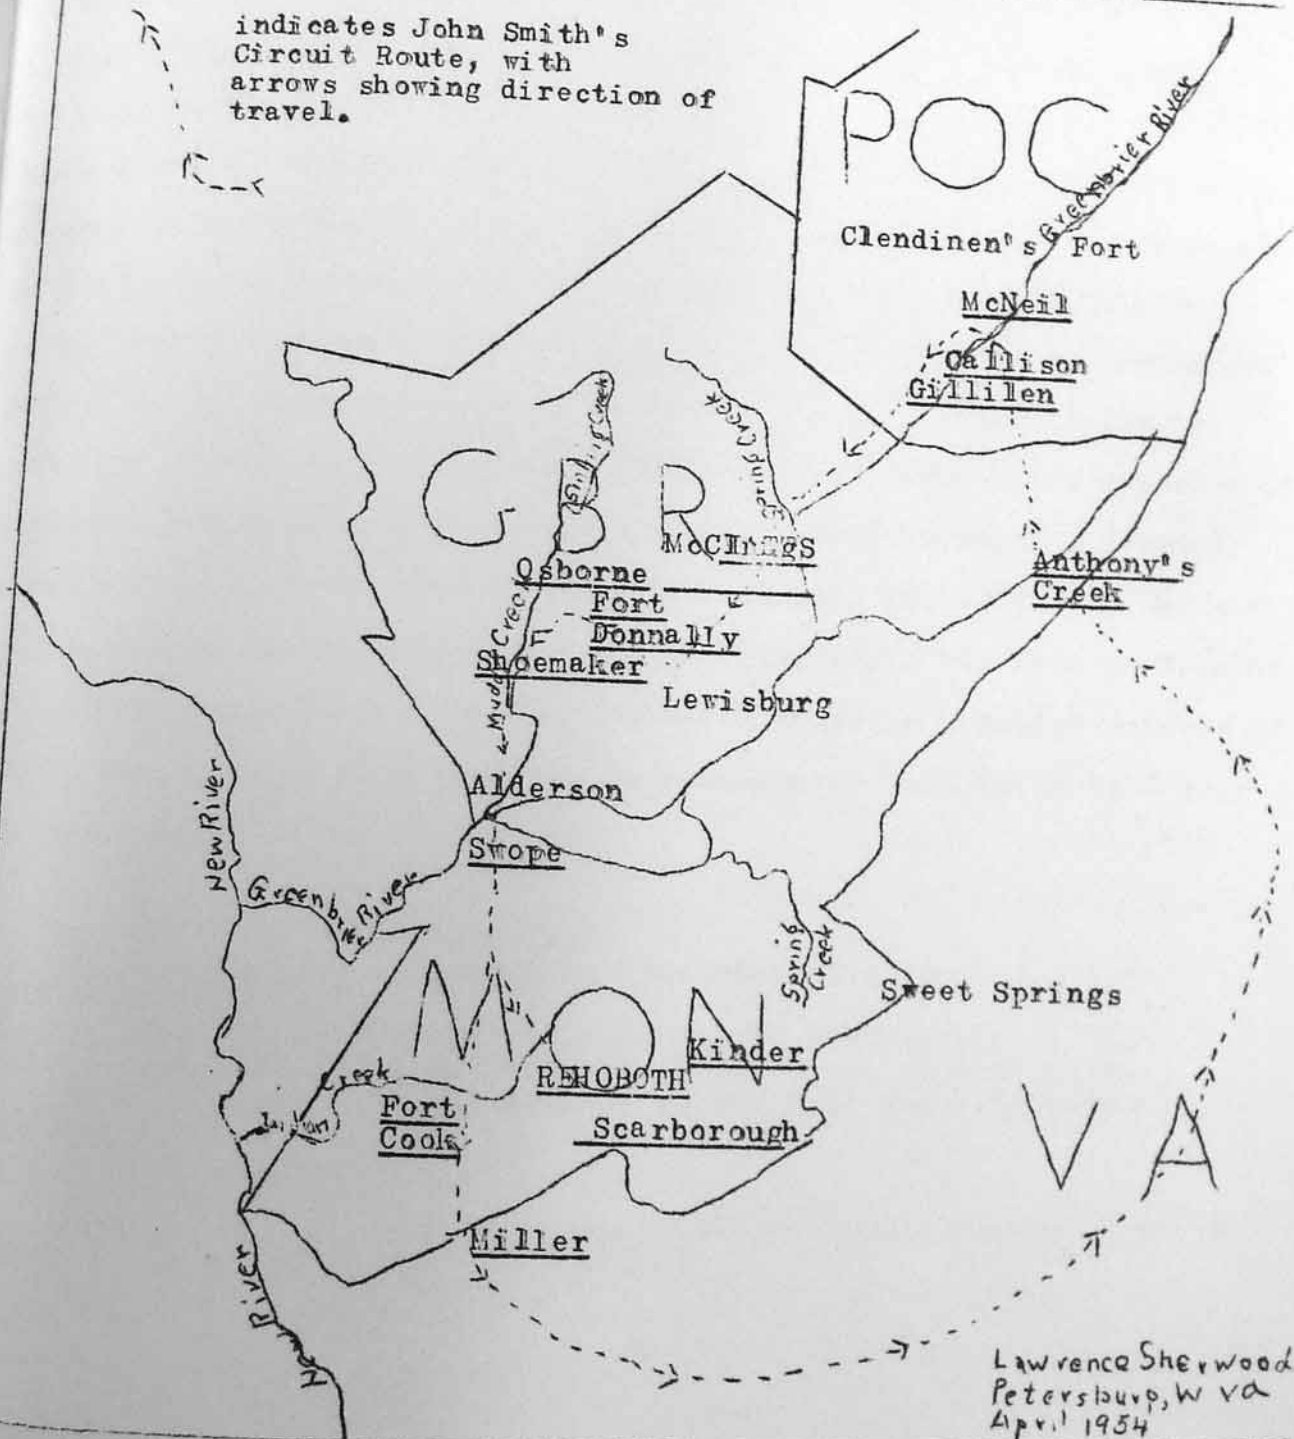 indicates John Smith's
Circuit Route, with
arrows showing direction of
travel.
POC
Greenbrier River
Clendinen's Fort
McNeil
Callison
Gillilen
Spring Creek
GBR
McClungs
Anthony's
Creek
Osborne
Fort
Donnally
Shoemaker
Creek
Lewisburg
Alderson
Swope
New River
Greenbrier River
Spring
Creek
Sweet Springs
MON
Kinder
REHOBOTH
Creek
Indian
Fort
Cook
Scarborough
VA
Miller
New River
Lawrence Sherwood
Petersburg, W Va
April 1954